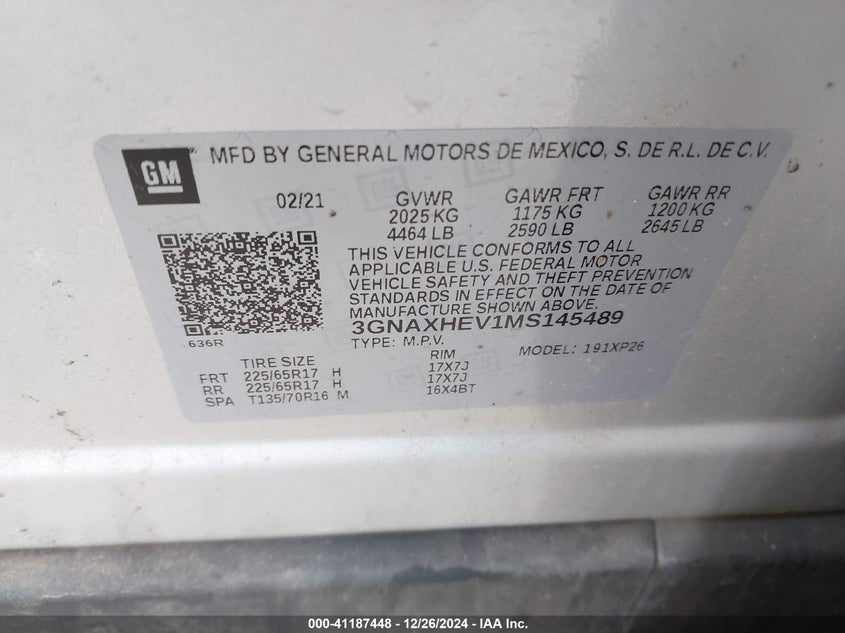 GM MFD BY GENERAL MOTORS DE MEXICO, S. DE R.L. DE C.V.
02/21 GVWR GAWR FRT GAWR RR
2025 KG 1175 KG 1200 KG
4464 LB 2590 LB 2645 LB
THIS VEHICLE CONFORMS TO ALL
APPLICABLE U.S. FEDERAL MOTOR
VEHICLE SAFETY AND THEFT PREVENTION
STANDARDS IN EFFECT ON THE DATE OF
MANUFACTURE SHOWN ABOVE.
3GNAXHEV1MS145489
636R TYPE: M.P.V. MODEL: 191XP26
TIRE SIZE RIM
FRT 225/65R17 H 17X7J
RR 225/65R17 H 17X7J
SPA T135/70R16 M 16X4BT
000-41187448 - 12/26/2024 - IAA Inc.